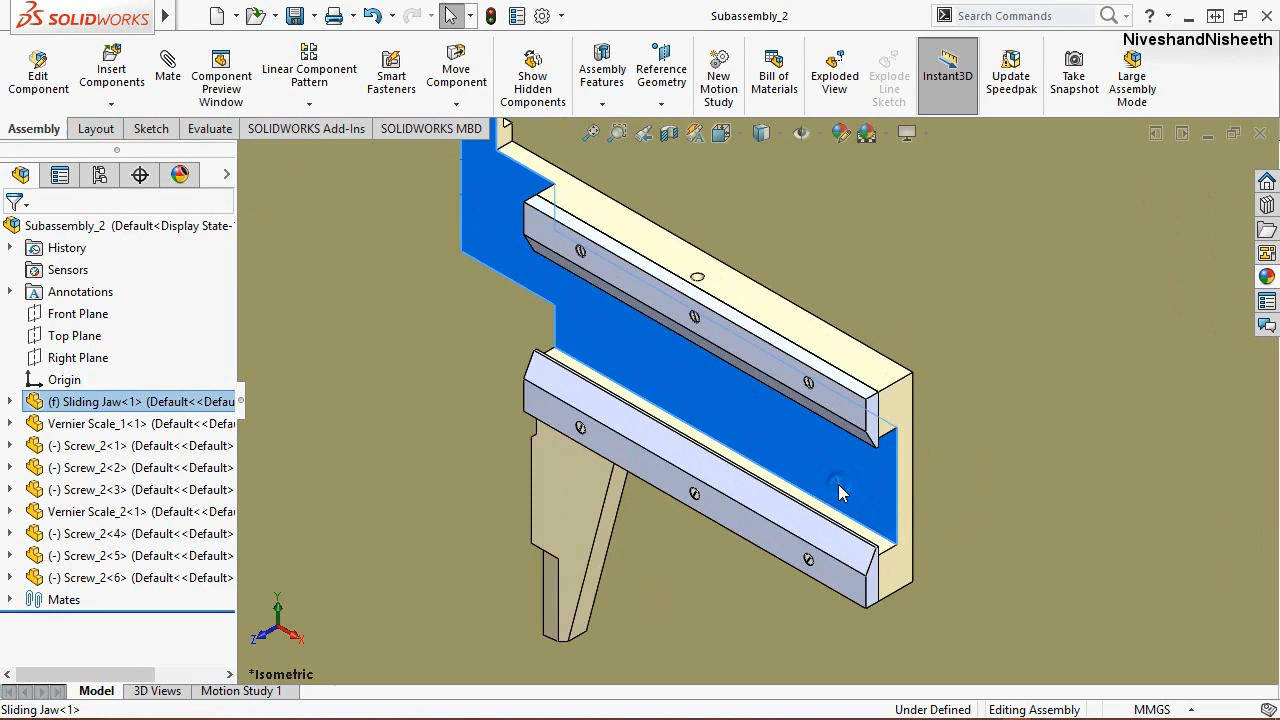 SOLIDWORKS
Subassembly_2
Search Commands
?
NiveshandNisheeth
Edit
Component
Insert
Components
Mate
Component
Preview
Window
Linear Component
Pattern
Smart
Fasteners
Move
Component
Show
Hidden
Components
Assembly
Features
Reference
Geometry
New
Motion
Study
Bill of
Materials
Exploded
View
Explode
Line
Sketch
Instant3D
Update
Speedpak
Take
Snapshot
Large
Assembly
Mode
Assembly
Layout
Sketch
Evaluate
SOLIDWORKS Add-Ins
SOLIDWORKS MBD
Subassembly_2 (Default<Display State-
History
Sensors
Annotations
Front Plane
Top Plane
Right Plane
Origin
(f) Sliding Jaw<1> (Default<<Defau
Vernier Scale_1<1> (Default<<Defau
(-) Screw_2<1> (Default<<Default>
(-) Screw_2<2> (Default<<Default>
(-) Screw_2<3> (Default<<Default>
Vernier Scale_2<1> (Default<<Defau
(-) Screw_2<4> (Default<<Default>
(-) Screw_2<5> (Default<<Default>
(-) Screw_2<6> (Default<<Default>
Mates
Y
Z
X
*Isometric
Model
3D Views
Motion Study 1
Sliding Jaw<1>
Under Defined
Editing Assembly
MMGS